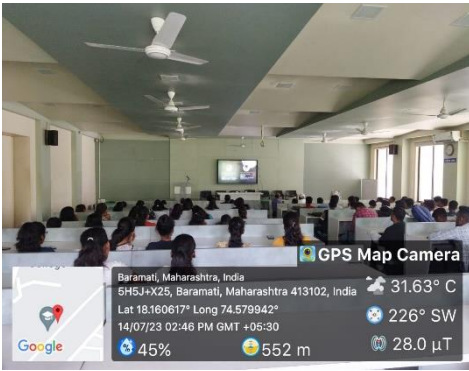 GPS Map Camera
Baramati, Maharashtra, India
5H5J+X25, Baramati, Maharashtra 413102, India
Lat 18.160617° Long 74.579942°
14/07/23 02:46 PM GMT +05:30
31.63° C
226° SW
45%
552 m
28.0 µT
Google